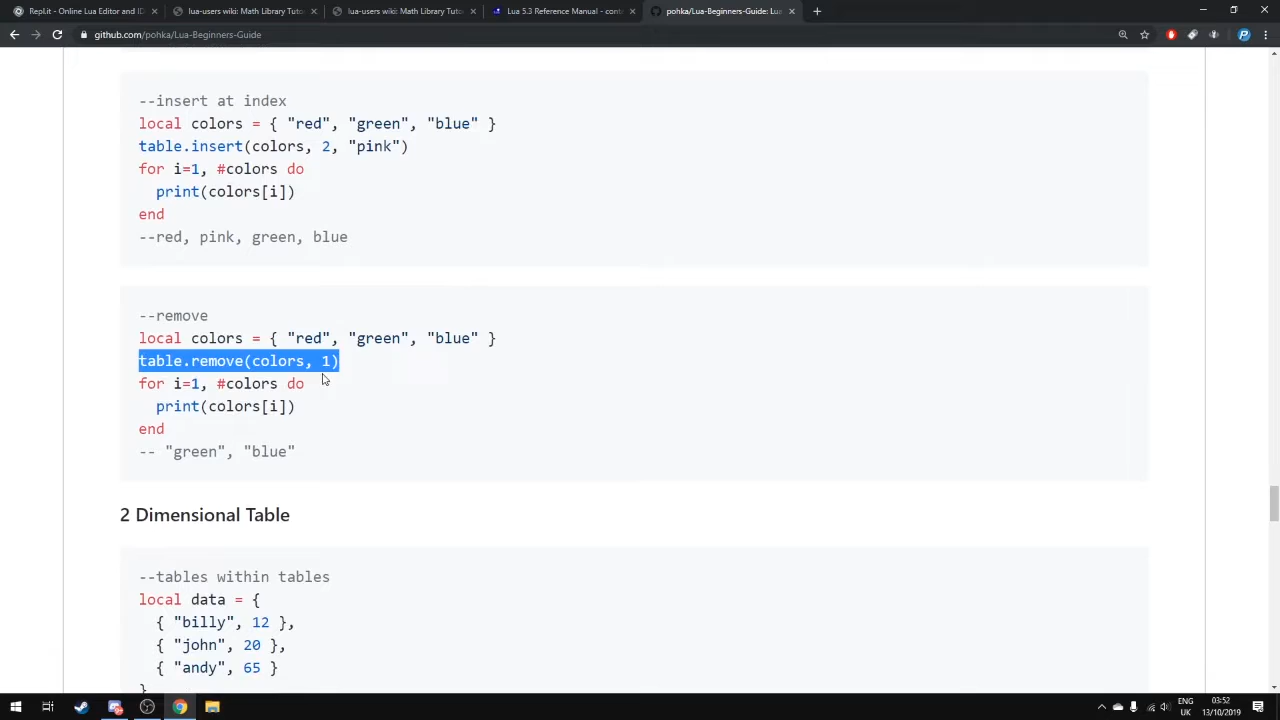 Replit - Online Lua Editor and ID
lua-users wiki: Math Library Tuto
lua-users wiki: Math Library Tuto
Lua 5.3 Reference Manual - cont
pohka/Lua-Beginners-Guide: Lu
github.com/pohka/Lua-Beginners-Guide
--insert at index
local colors = { "red", "green", "blue" }
table.insert(colors, 2, "pink")
for i=1, #colors do
print(colors[i])
end
--red, pink, green, blue
--remove
local colors = { "red", "green", "blue" }
table.remove(colors, 1)
for i=1, #colors do
print(colors[i])
end
-- "green", "blue"
2 Dimensional Table
--tables within tables
local data = {
{ "billy", 12 },
{ "john", 20 },
{ "andy", 65 }
}
ENG
UK
03:52
13/10/2019